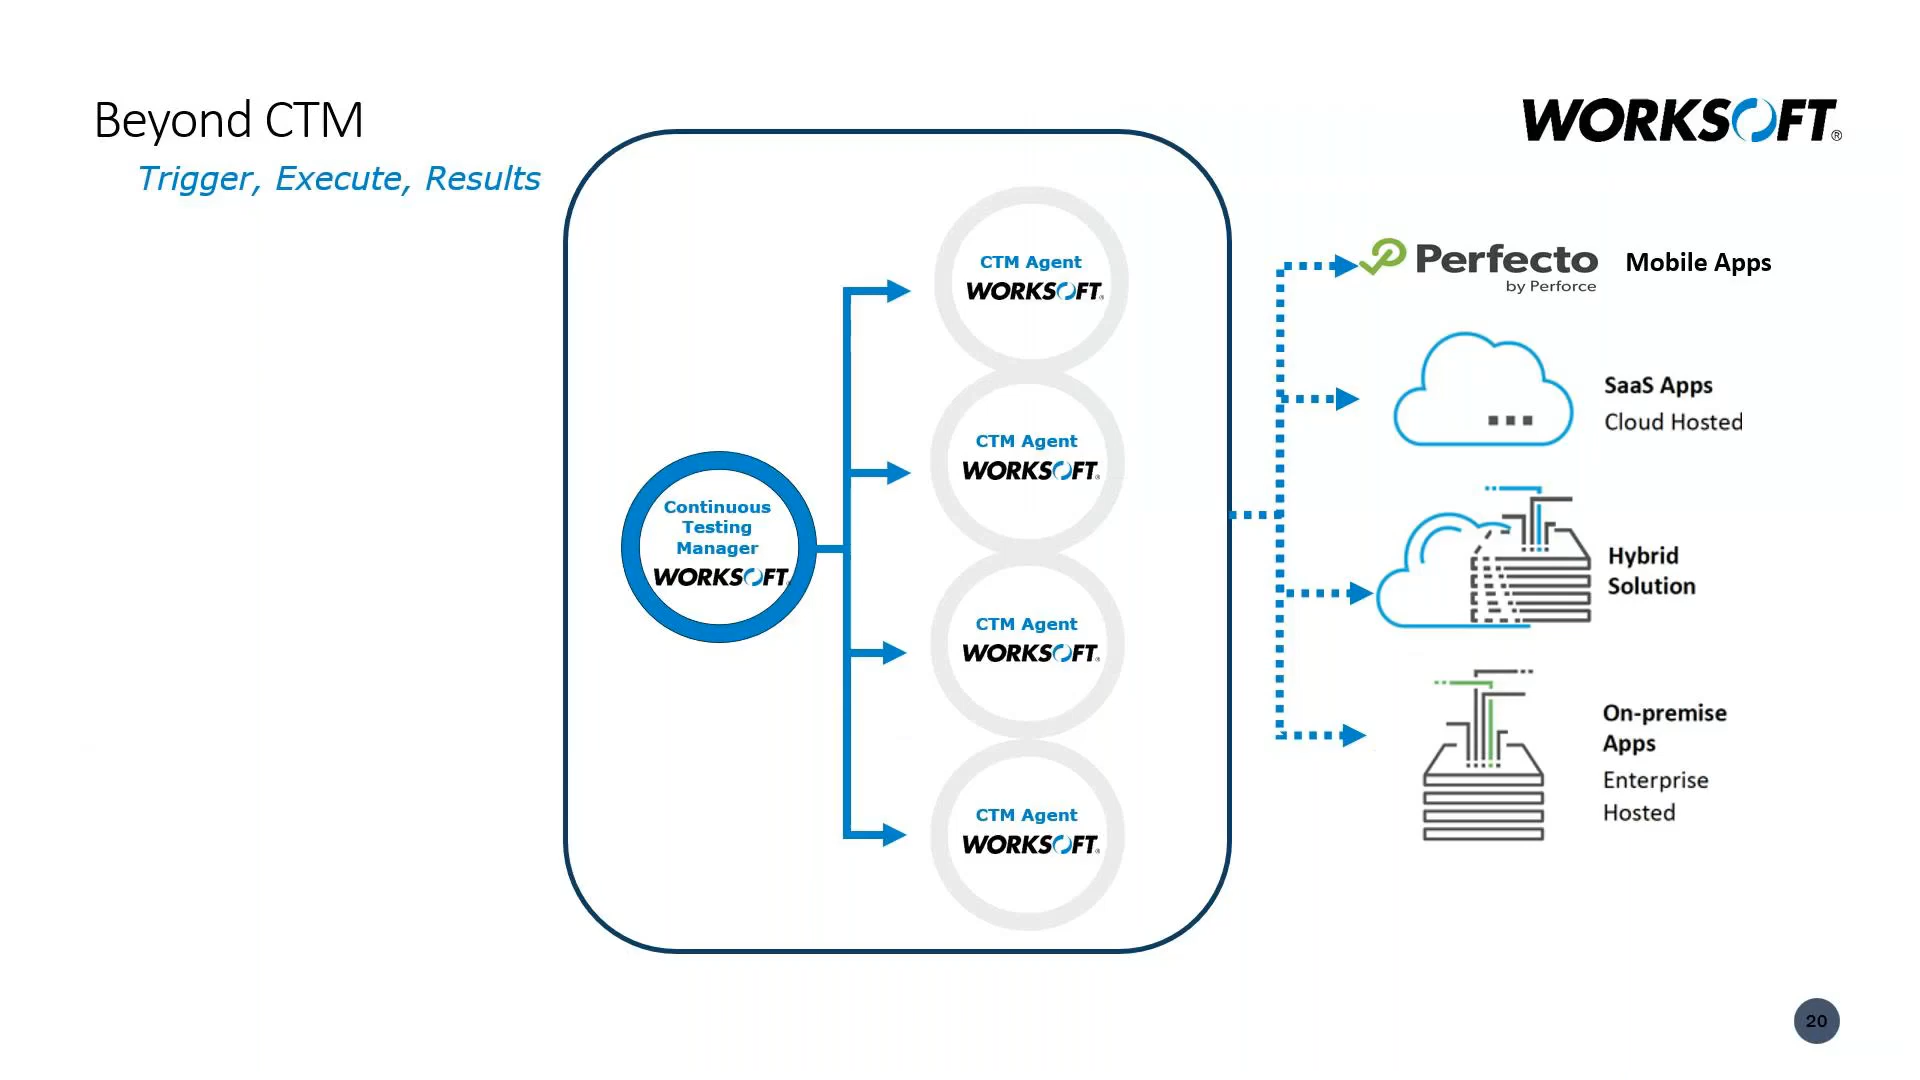 Beyond CTM
Trigger, Execute, Results
WORKSOFT®
Continuous
Testing
Manager
WORKSOFT
CTM Agent
WORKSOFT®
CTM Agent
WORKSOFT®
CTM Agent
WORKSOFT®
CTM Agent
WORKSOFT®
Perfecto
by Perforce
Mobile Apps
SaaS Apps
Cloud Hosted
Hybrid
Solution
On-premise
Apps
Enterprise
Hosted
20